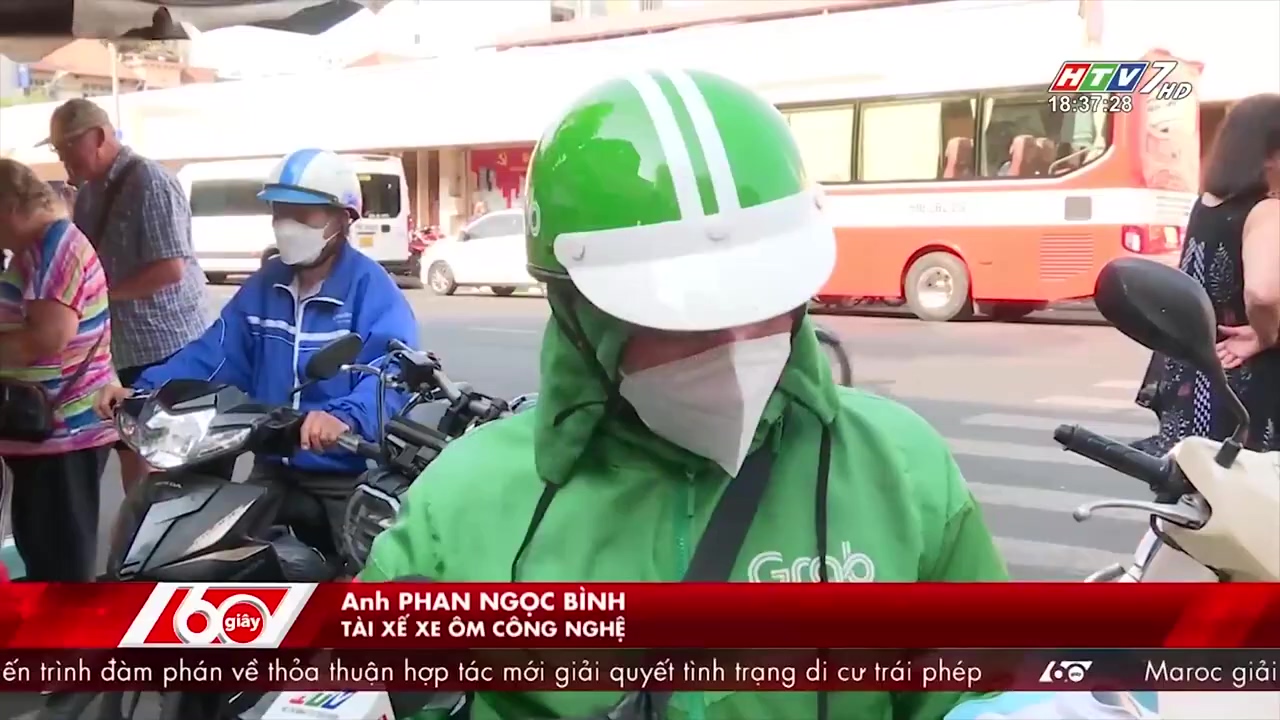 HTV7 HD
18:37:28
Grab
60 giây
Anh PHAN NGỌC BÌNH
TÀI XẾ XE ÔM CÔNG NGHỆ
ến trình đàm phán về thỏa thuận hợp tác mới giải quyết tình trạng di cư trái phép 60 Maroc giải
HTV